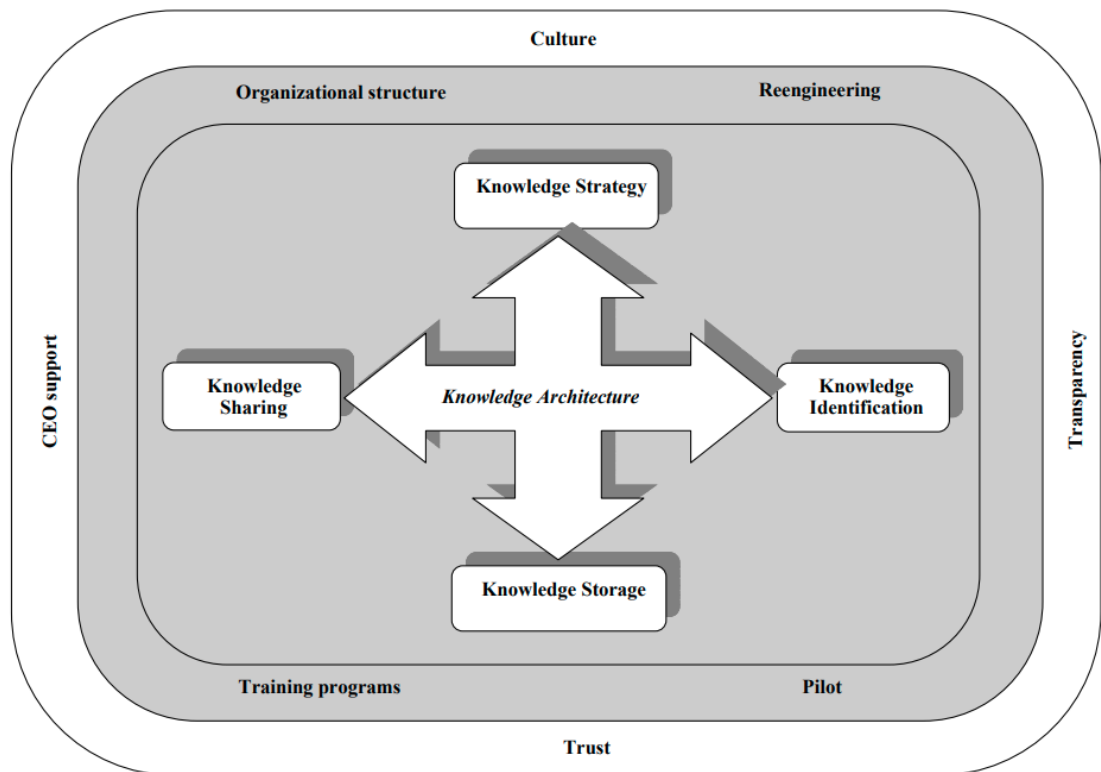 Culture
Organizational structure
Reengineering
Knowledge Strategy
CEO support
Knowledge
Sharing
Knowledge Architecture
Knowledge
Identification
Transparency
Knowledge Storage
Training programs
Pilot
Trust